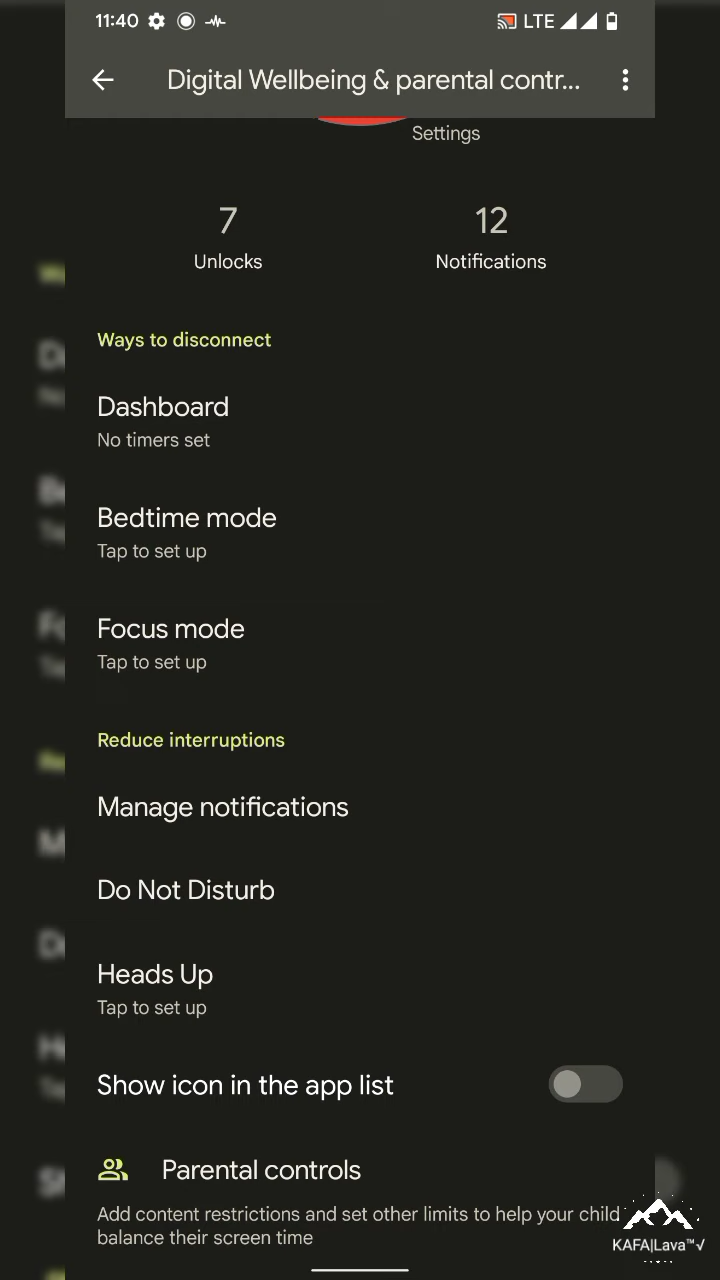 11:40 LTE
Digital Wellbeing & parental contr...
Settings
7 12
Unlocks Notifications
Ways to disconnect
Dashboard
No timers set
Bedtime mode
Tap to set up
Focus mode
Tap to set up
Reduce interruptions
Manage notifications
Do Not Disturb
Heads Up
Tap to set up
Show icon in the app list
Parental controls
Add content restrictions and set other limits to help your child
balance their screen time
KAFA|Lava™√